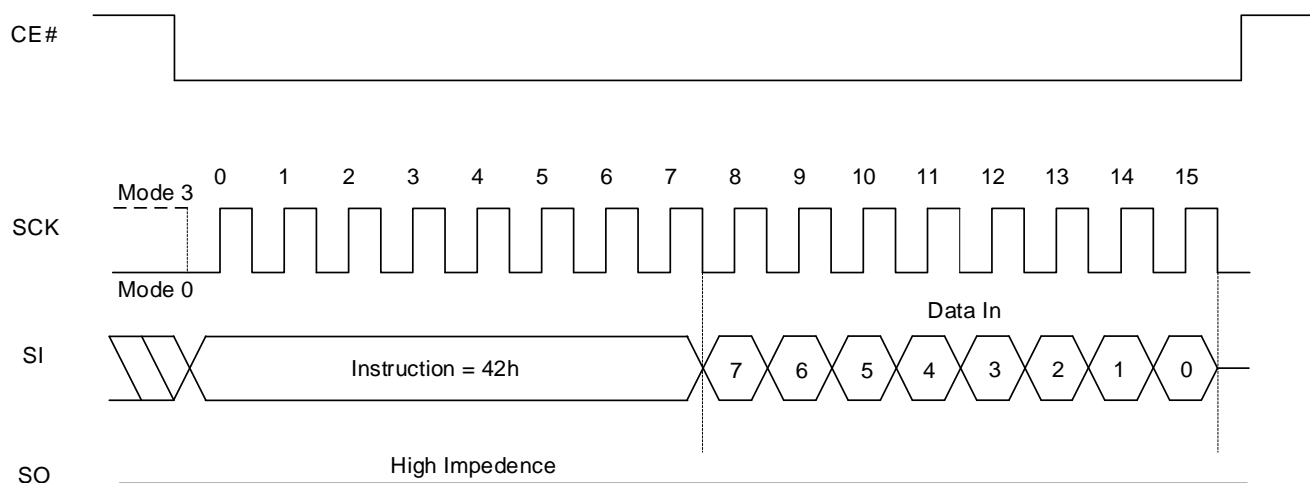 CE#
0 1 2 3 4 5 6 7 8 9 10 11 12 13 14 15
Mode 3
SCK
Mode 0
Data In
SI
Instruction = 42h
7 6 5 4 3 2 1 0
High Impedence
SO